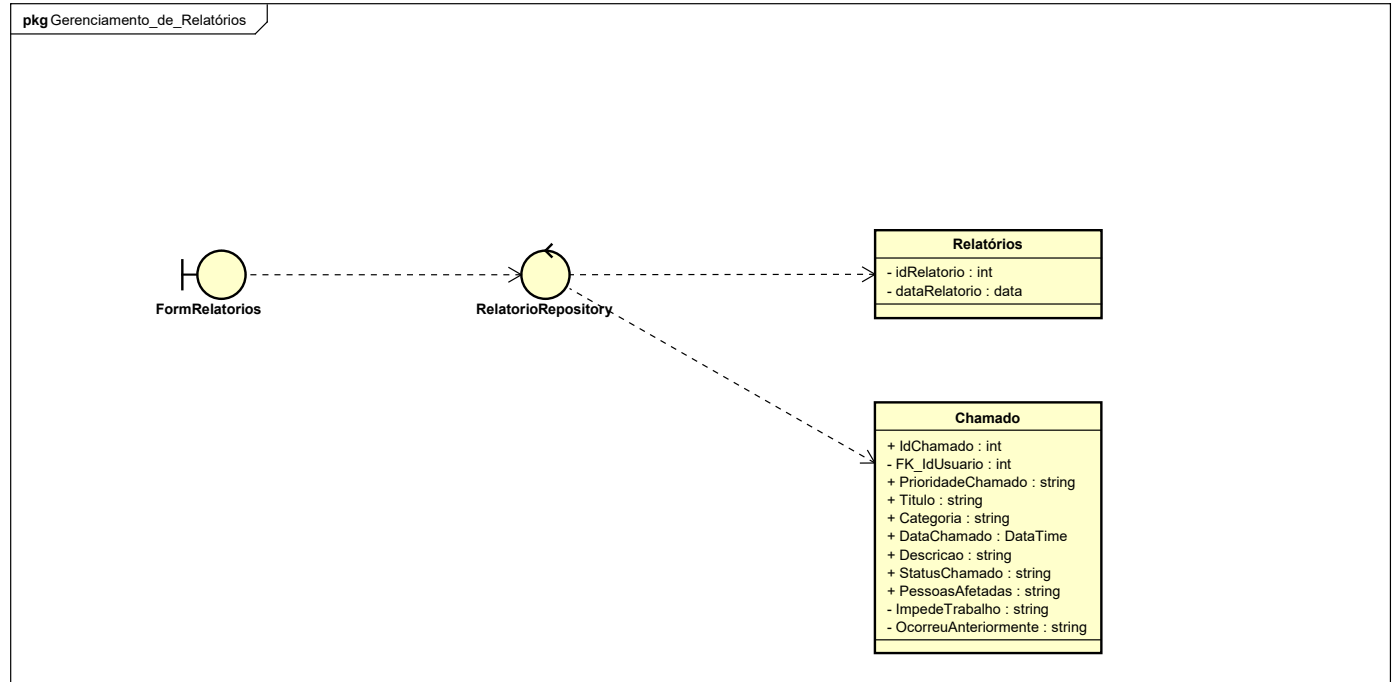 pkg Gerenciamento_de_Relatórios
FormRelatorios
RelatorioRepository
Relatórios
- idRelatorio : int
- dataRelatorio : data
Chamado
+ IdChamado : int
- FK_IdUsuario : int
+ PrioridadeChamado : string
+ Titulo : string
+ Categoria : string
+ DataChamado : DataTime
+ Descricao : string
+ StatusChamado : string
+ PessoasAfetadas : string
- ImpedeTrabalho : string
- OcorreuAnteriormente : string